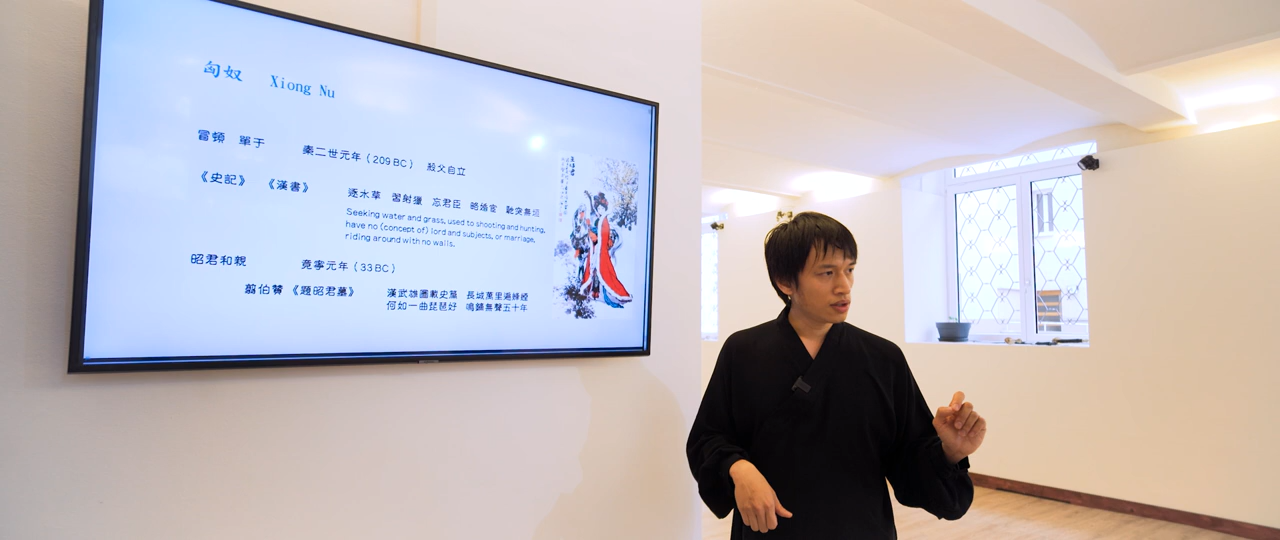 匈奴 Xiong Nu
冒頓 單于 秦二世元年（209 BC） 殺父自立
《史記》 《漢書》 逐水草 習射獵 忘君臣 略婚宦 馳突無垣
Seeking water and grass, used to shooting and hunting,
have no (concept of) lord and subjects, or marriage,
riding around with no walls.
昭君和親 竟寧元年（33 BC）
翦伯贊 《題昭君墓》 漢武雄圖載史篇 長城萬里遍烽煙
何如一曲琵琶好 鳴鏑無聲五十年